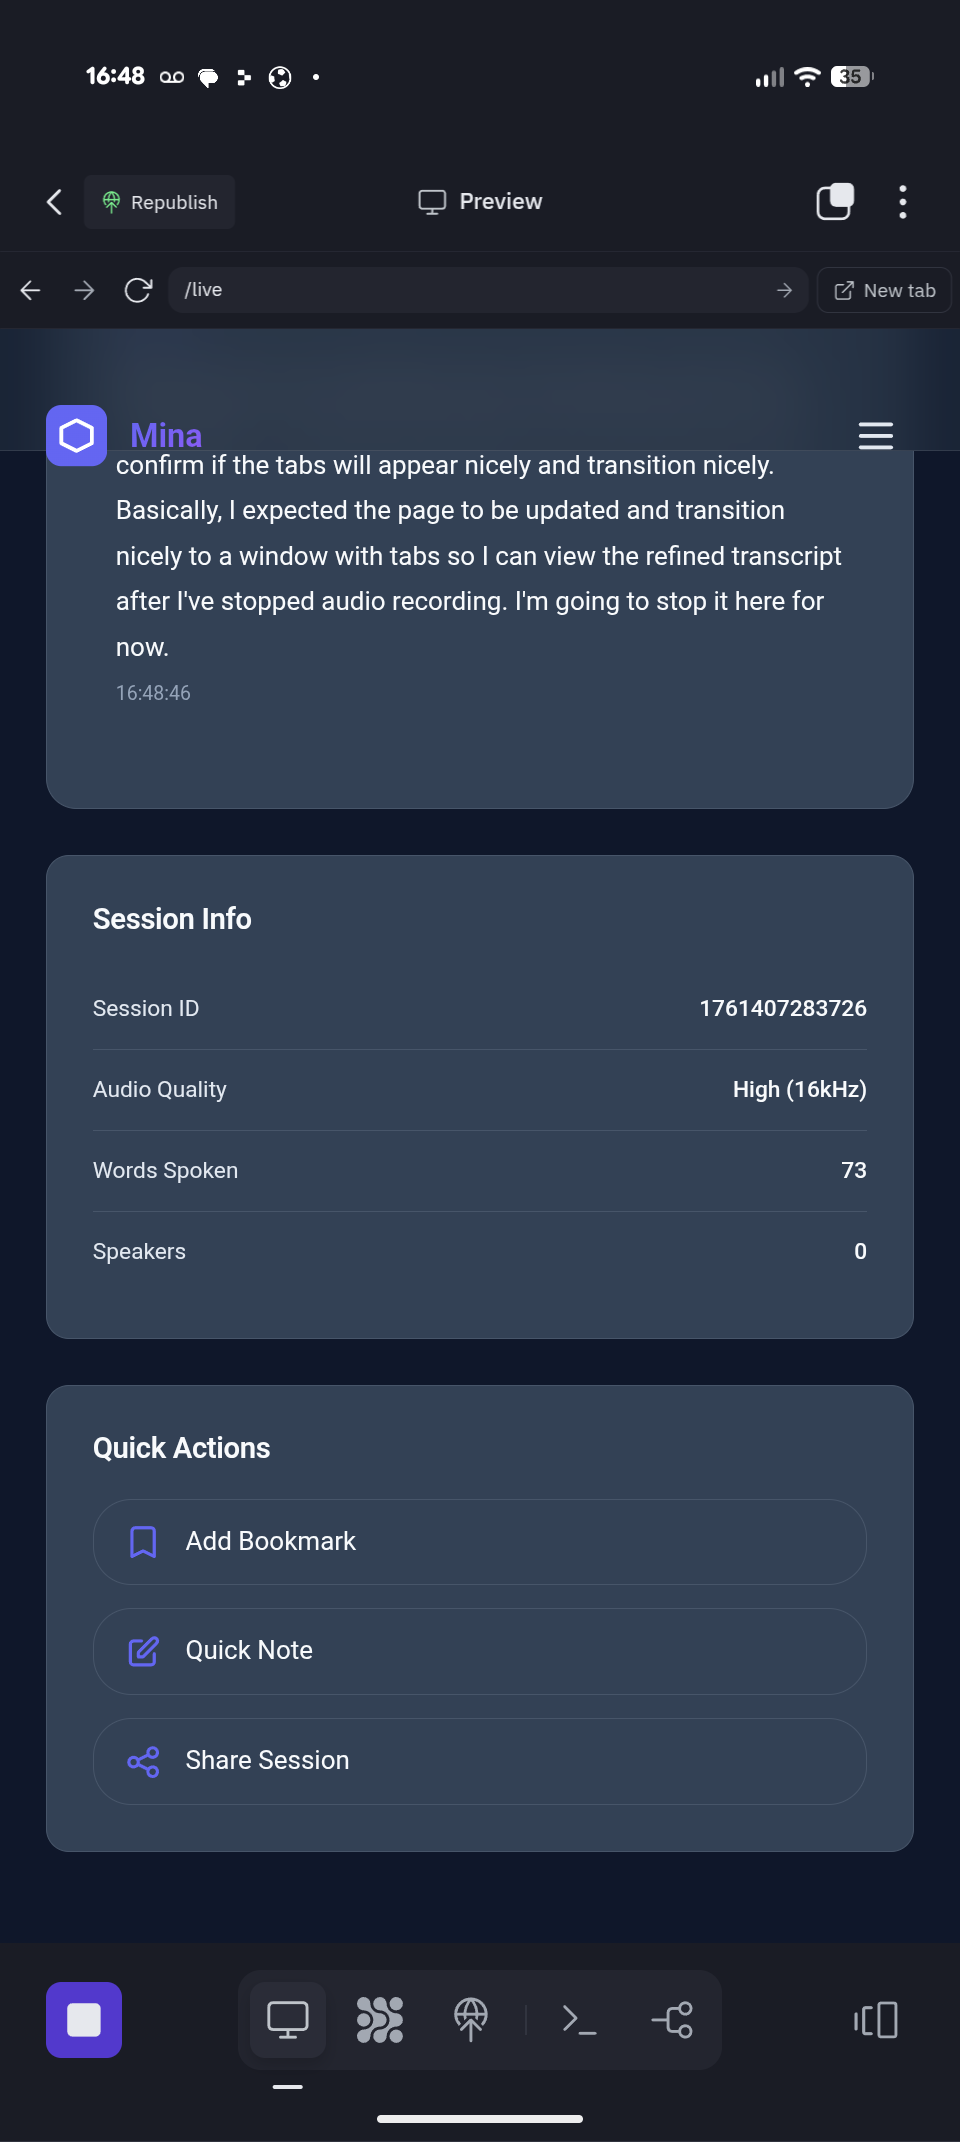 16:48
35
Republish
Preview
/live
New tab
Mina
confirm if the tabs will appear nicely and transition nicely.
Basically, I expected the page to be updated and transition
nicely to a window with tabs so I can view the refined transcript
after I've stopped audio recording. I'm going to stop it here for
now.
16:48:46
Session Info
Session ID 1761407283726
Audio Quality High (16kHz)
Words Spoken 73
Speakers 0
Quick Actions
Add Bookmark
Quick Note
Share Session